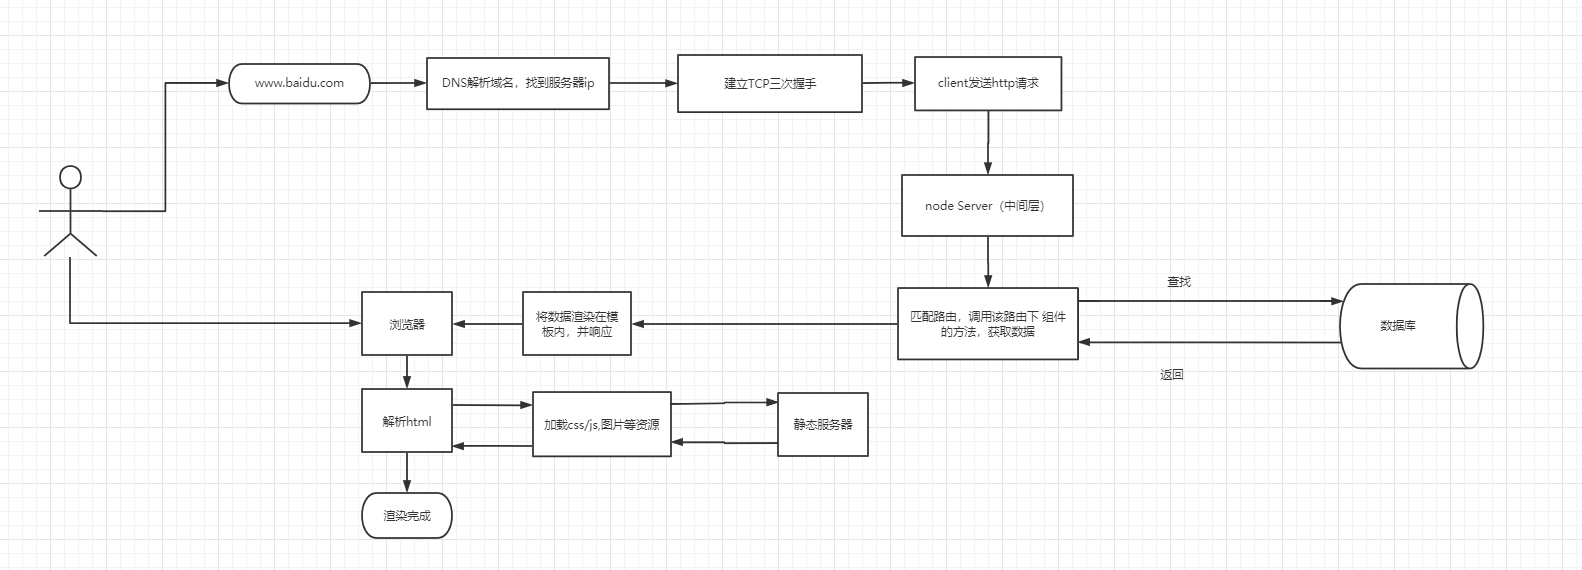 www.baidu.com
DNS解析域名，找到服务器ip
建立TCP三次握手
client发送http请求
node Server（中间层）
查找
匹配路由，调用该路由下 组件
的方法，获取数据
数据库
返回
将数据渲染在模
板内，并响应
浏览器
解析html
加载css/js,图片等资源
静态服务器
渲染完成